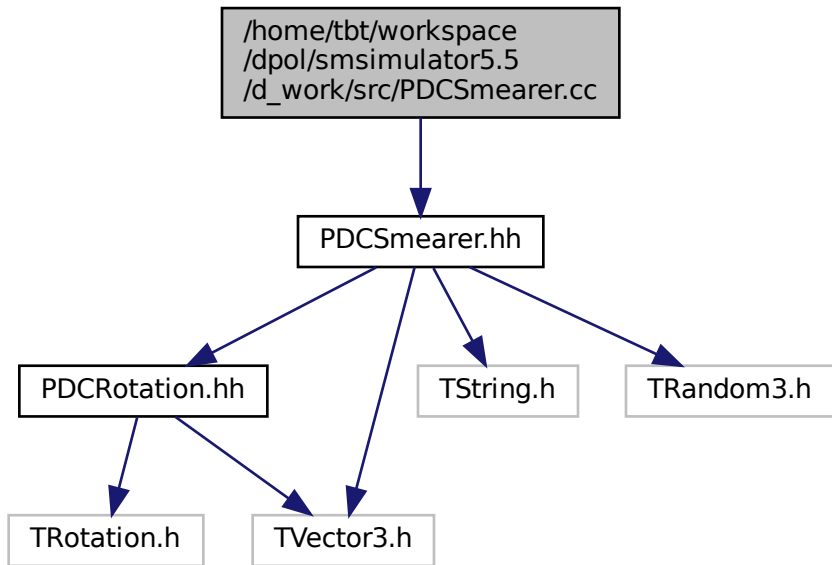 /home/tbt/workspace
/dpol/smsimulator5.5
/d_work/src/PDCSmearer.cc
PDCSmearer.hh
PDCRotation.hh
TString.h
TRandom3.h
TRotation.h
TVector3.h